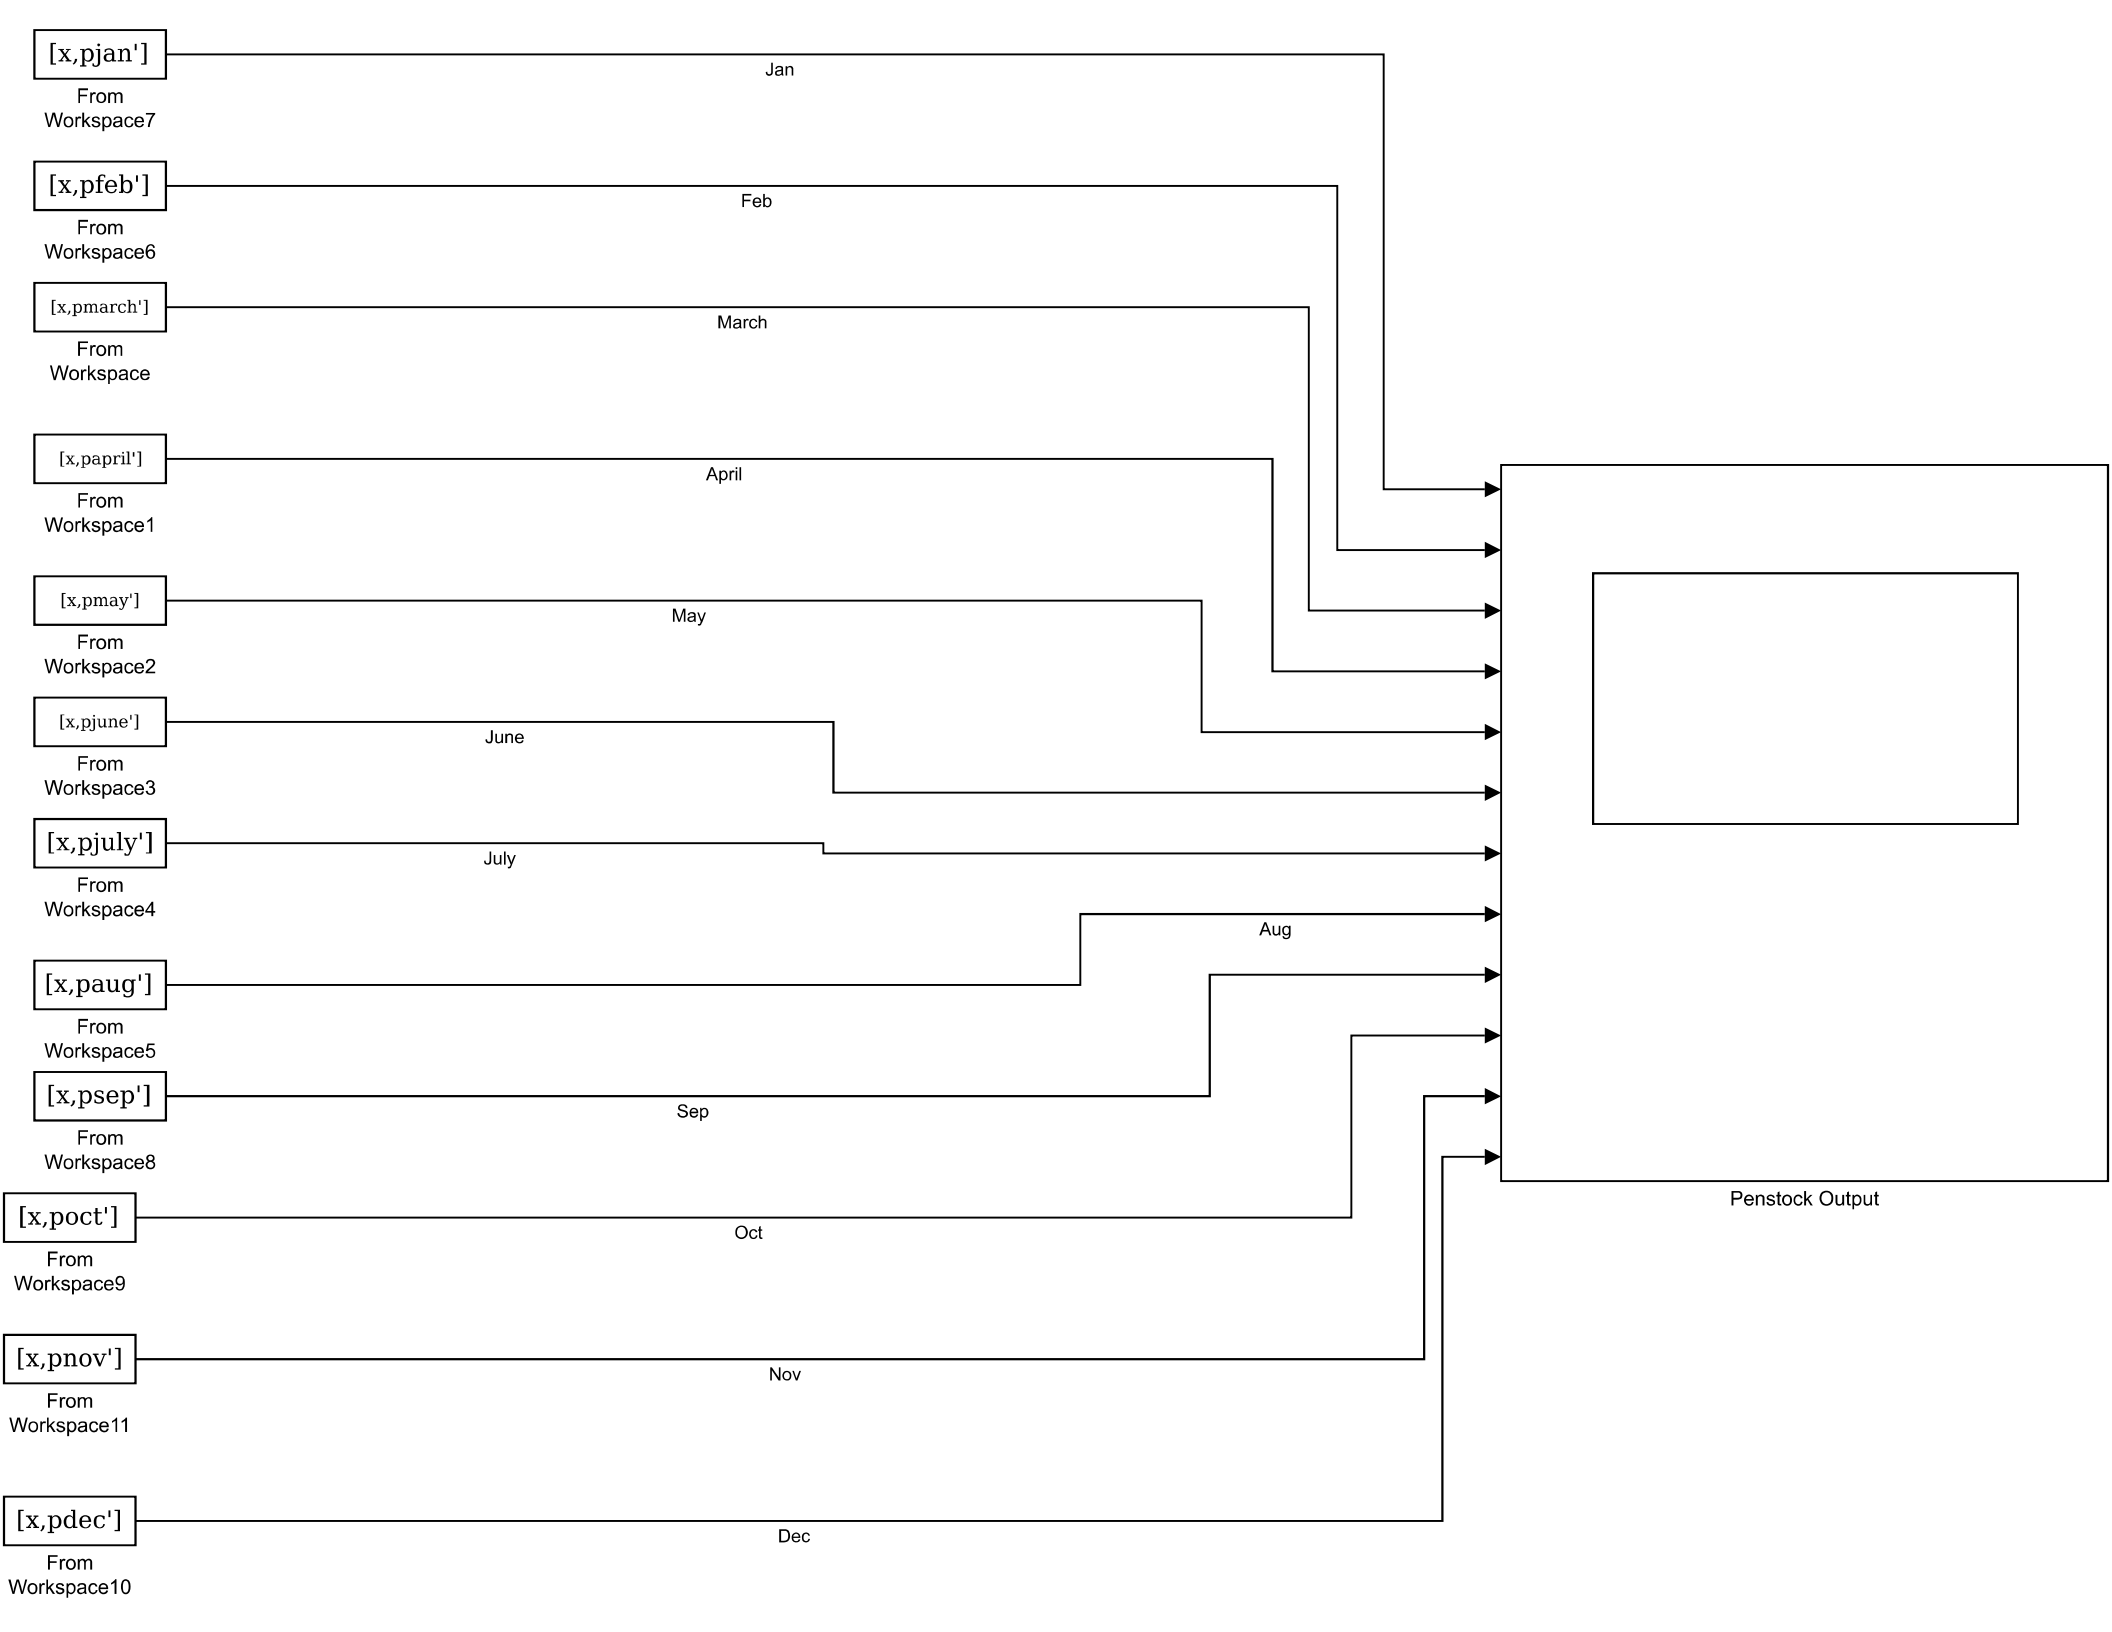 [x,pjan']
From
Workspace7
Jan
[x,pfeb']
From
Workspace6
Feb
[x,pmarch']
From
Workspace
March
[x,papril']
From
Workspace1
April
[x,pmay']
From
Workspace2
May
[x,pjune']
From
Workspace3
June
[x,pjuly']
From
Workspace4
July
[x,paug']
From
Workspace5
Aug
[x,psep']
From
Workspace8
Sep
[x,poct']
From
Workspace9
Oct
[x,pnov']
From
Workspace11
Nov
[x,pdec']
From
Workspace10
Dec
Penstock Output